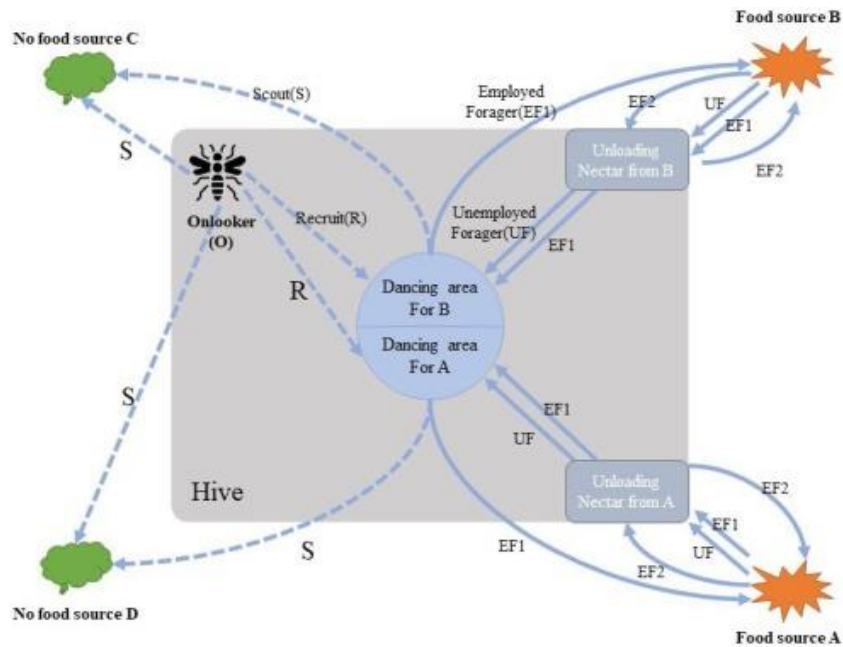 No food source C
Food source B
Scout(S)
Employed
Forager(EF1)
EF2
UF
EF1
EF2
S
Unloading
Nectar from B
Onlooker
(O)
Recruit(R)
Unemployed
Forager(UF)
EF1
R
Dancing area
For B
Dancing area
For A
S
EF1
UF
Hive
Unloading
Nectar from A
EF2
EF1
UF
S
EF1
EF2
No food source D
Food source A